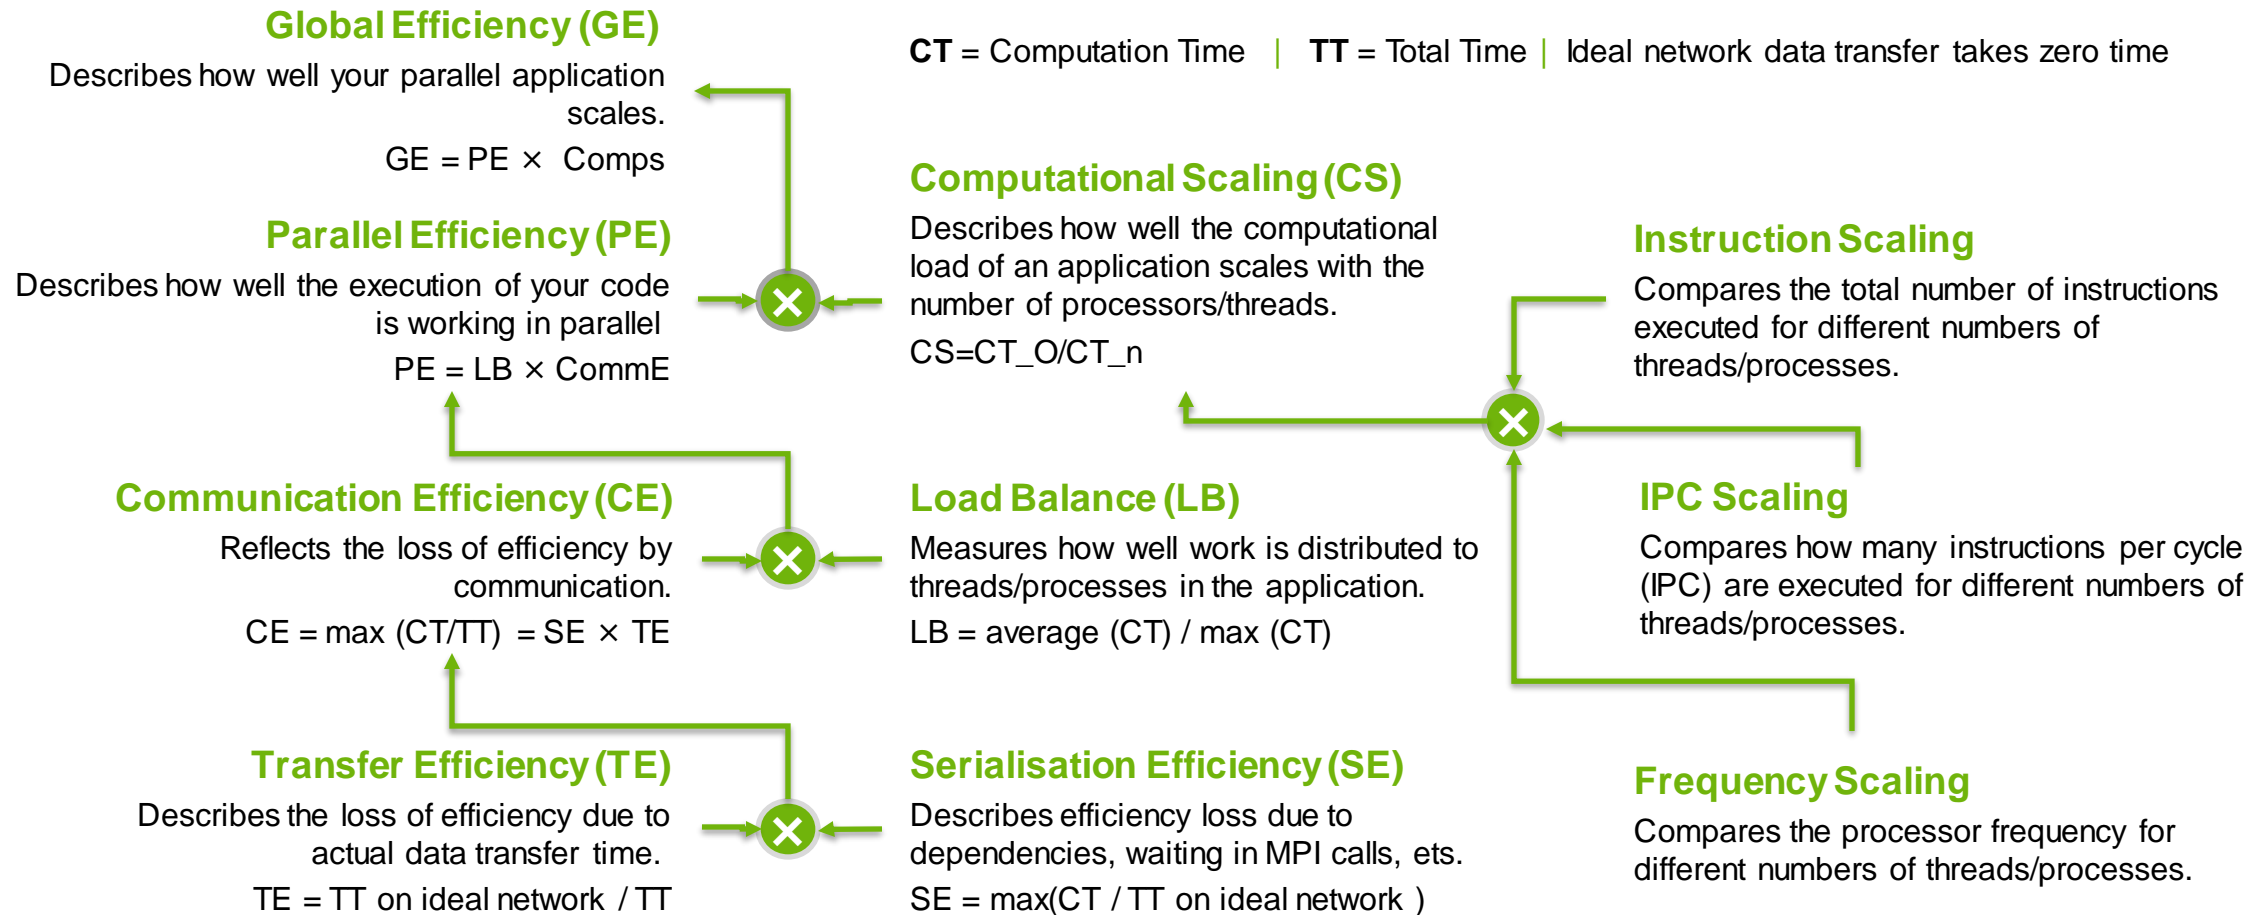 Global Efficiency (GE)
Describes how well your parallel application
scales.
GE = PE × Comps
CT = Computation Time | TT = Total Time | Ideal network data transfer takes zero time
Parallel Efficiency (PE)
Describes how well the execution of your code
is working in parallel
PE = LB × CommE
Computational Scaling (CS)
Describes how well the computational
load of an application scales with the
number of processors/threads.
CS=CT_O/CT_n
Instruction Scaling
Compares the total number of instructions
executed for different numbers of
threads/processes.
Communication Efficiency (CE)
Reflects the loss of efficiency by
communication.
CE = max (CT/TT) = SE × TE
Load Balance (LB)
Measures how well work is distributed to
threads/processes in the application.
LB = average (CT) / max (CT)
IPC Scaling
Compares how many instructions per cycle
(IPC) are executed for different numbers of
threads/processes.
Transfer Efficiency (TE)
Describes the loss of efficiency due to
actual data transfer time.
TE = TT on ideal network / TT
Serialisation Efficiency (SE)
Describes efficiency loss due to
dependencies, waiting in MPI calls, ets.
SE = max(CT / TT on ideal network )
Frequency Scaling
Compares the processor frequency for
different numbers of threads/processes.